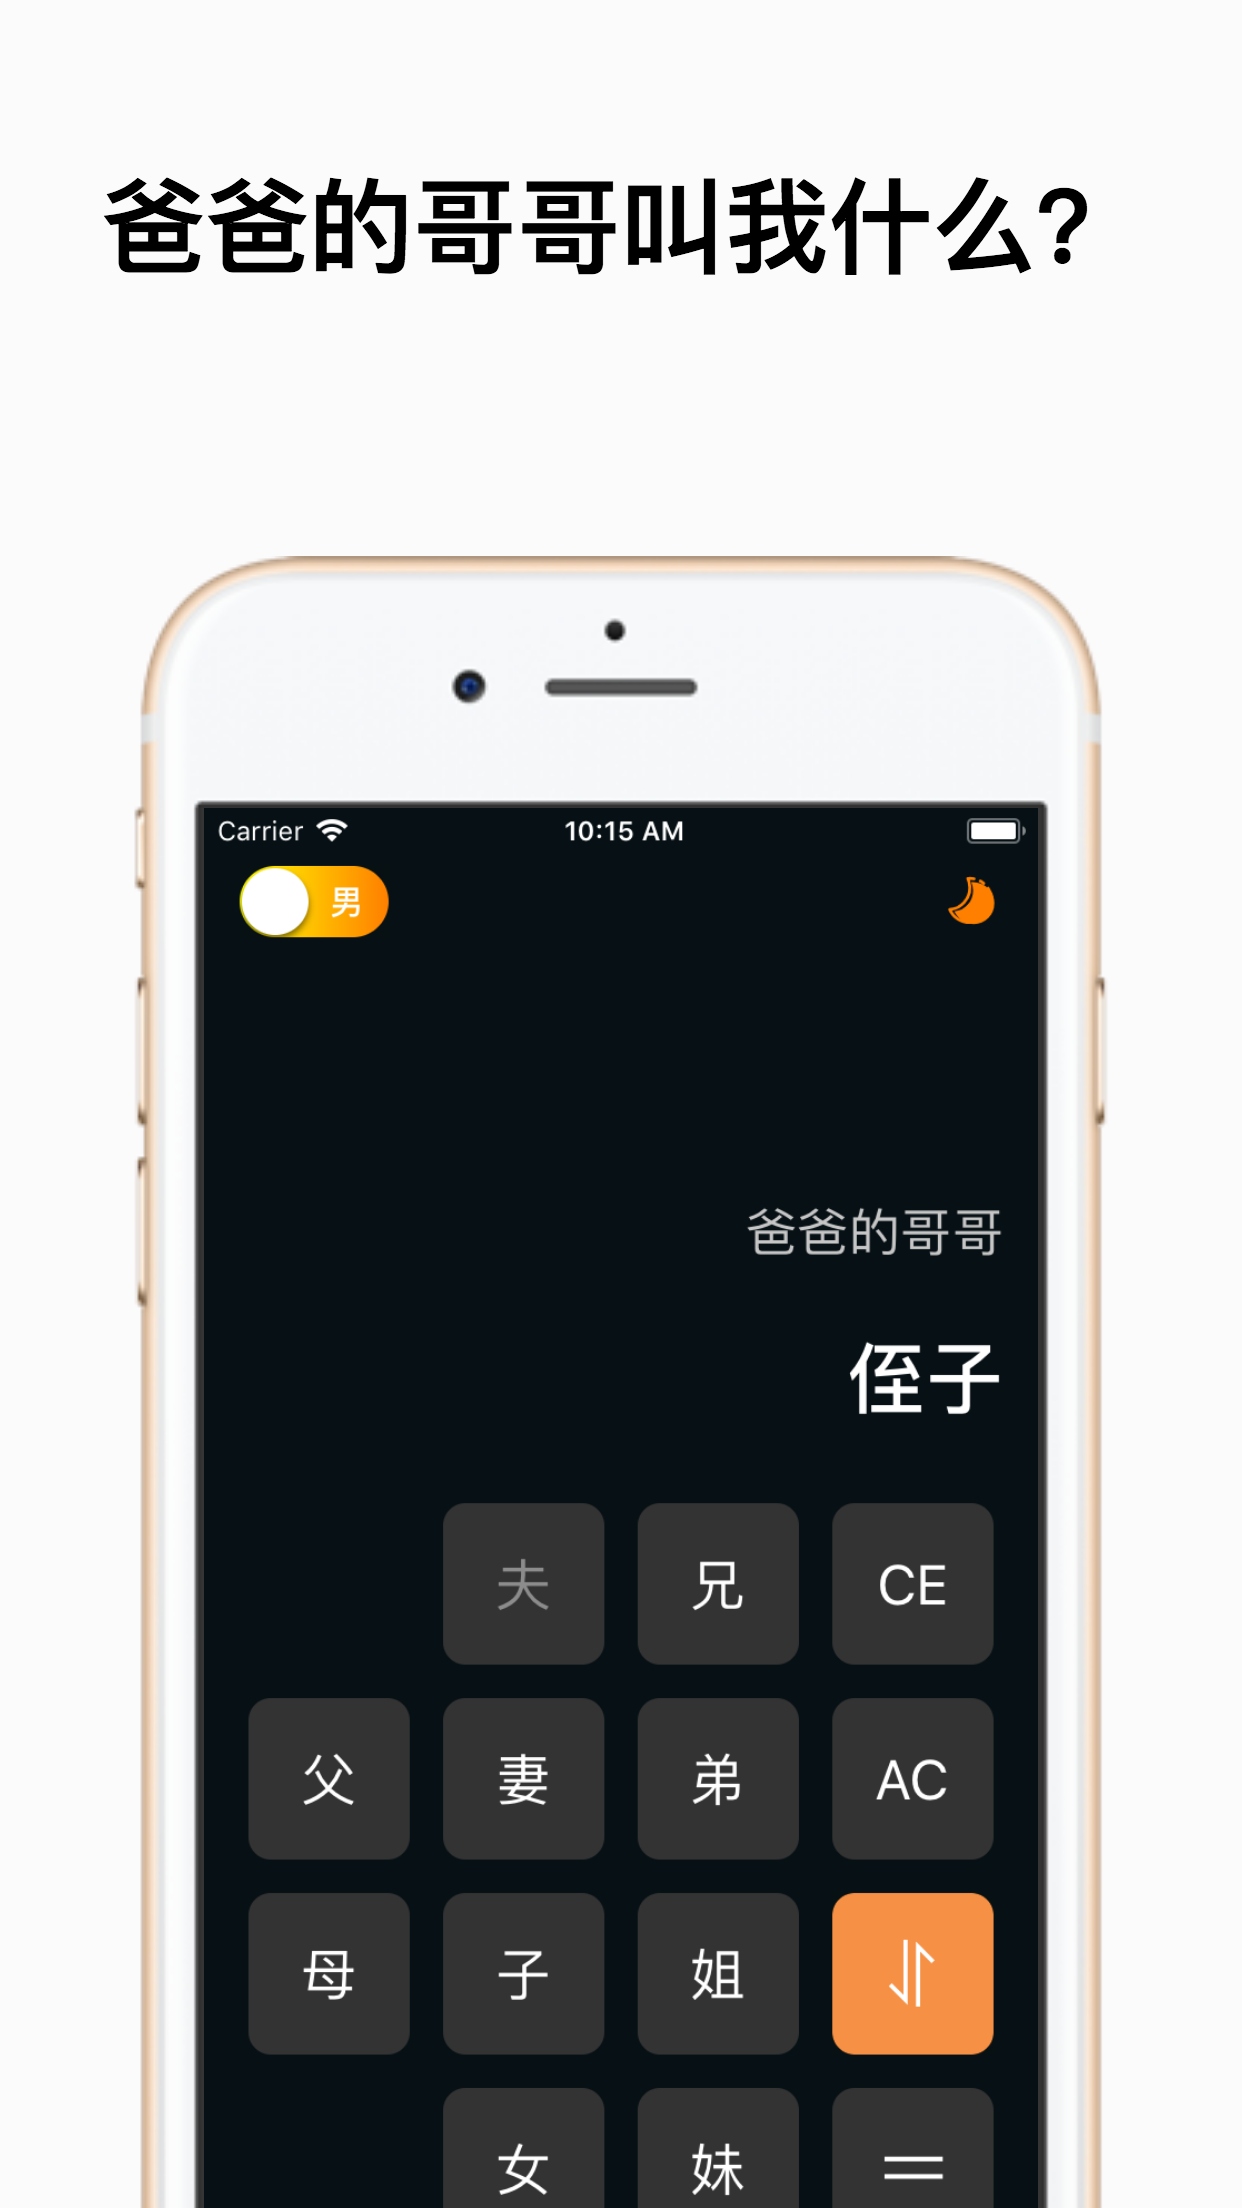 爸爸的哥哥叫我什么?
Carrier 10:15 AM
男
爸爸的哥哥
侄子
夫 兄 CE
父 妻 弟 AC
母 子 姐
女 妹 =